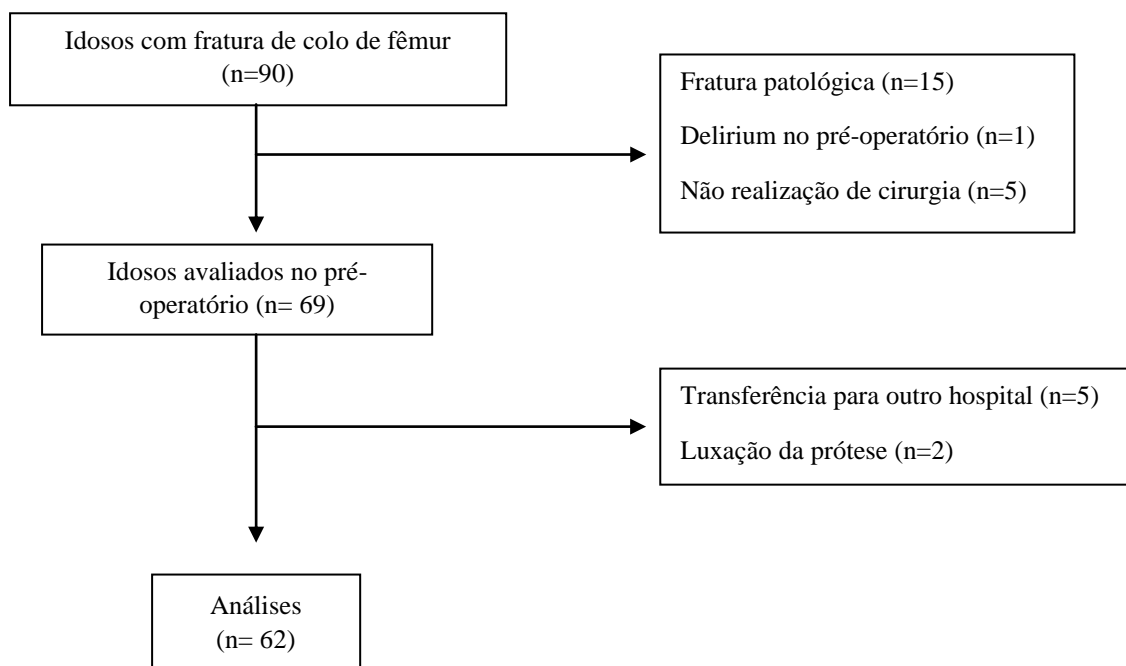 Idosos com fratura de colo de fêmur
(n=90)
Fratura patológica (n=15)
Delirium no pré-operatório (n=1)
Não realização de cirurgia (n=5)
Idosos avaliados no pré-
operatório (n= 69)
Transferência para outro hospital (n=5)
Luxação da prótese (n=2)
Análises
(n= 62)